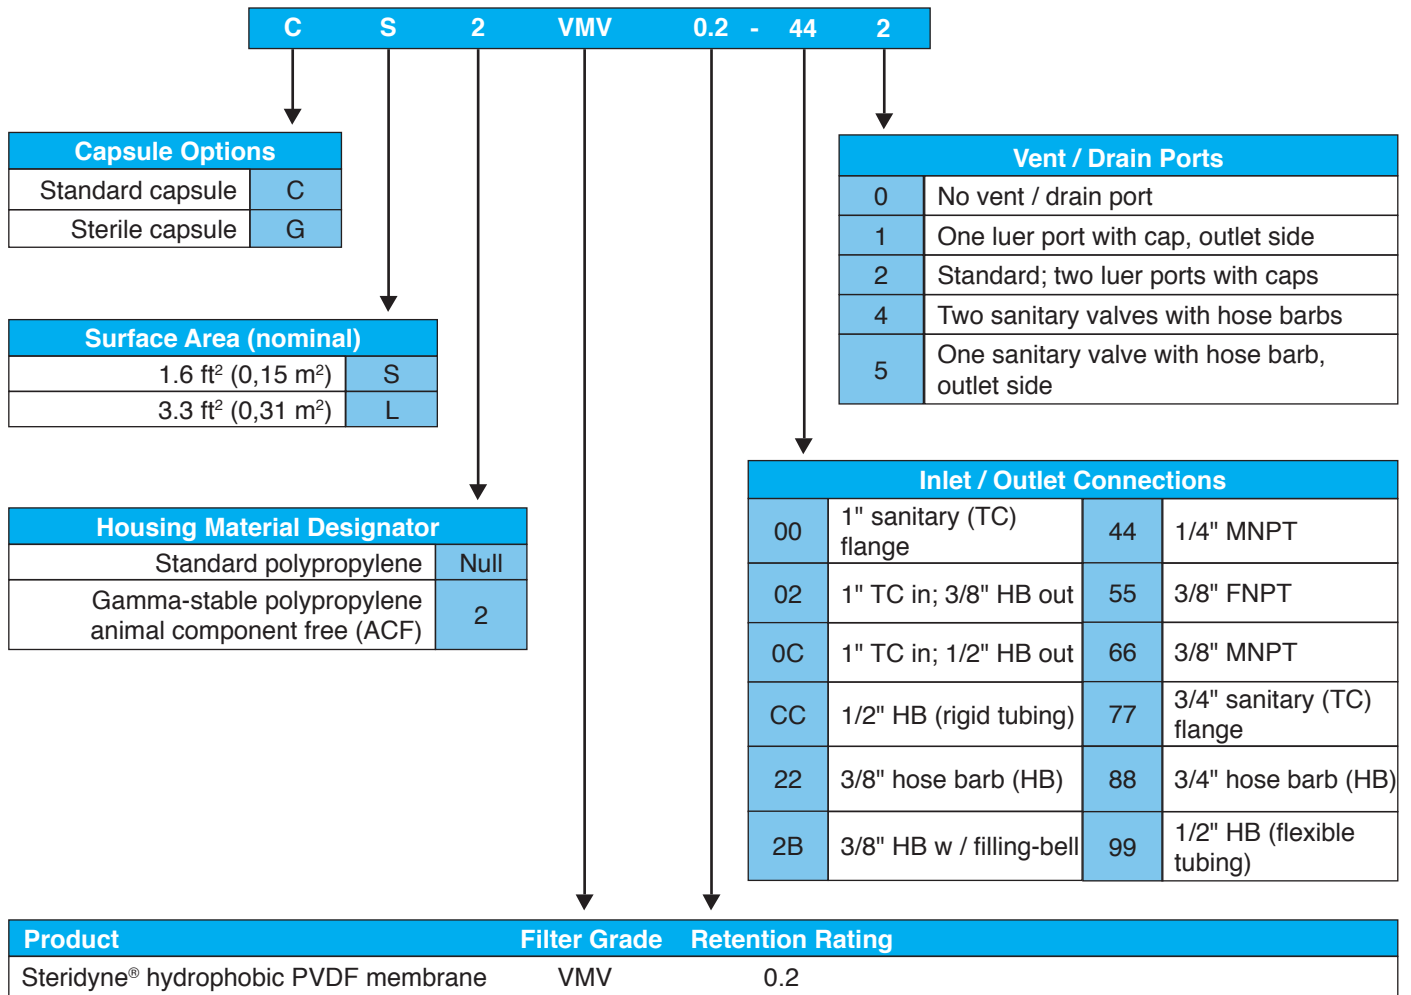 C S 2 VMV 0.2 - 44 2
Capsule Options
Standard capsule C
Sterile capsule G
Surface Area (nominal)
1.6 ft² (0,15 m²) S
3.3 ft² (0,31 m²) L
Housing Material Designator
Standard polypropylene Null
Gamma-stable polypropylene
animal component free (ACF) 2
Vent / Drain Ports
0 No vent / drain port
1 One luer port with cap, outlet side
2 Standard; two luer ports with caps
4 Two sanitary valves with hose barbs
5 One sanitary valve with hose barb,
outlet side
Inlet / Outlet Connections
00 1" sanitary (TC)
flange
44 1/4" MNPT
02 1" TC in; 3/8" HB out 55 3/8" FNPT
0C 1" TC in; 1/2" HB out 66 3/8" MNPT
CC 1/2" HB (rigid tubing) 77 3/4" sanitary (TC)
flange
22 3/8" hose barb (HB) 88 3/4" hose barb (HB)
2B 3/8" HB w / filling-bell 99 1/2" HB (flexible
tubing)
Product Filter Grade Retention Rating
Steridyne® hydrophobic PVDF membrane VMV 0.2